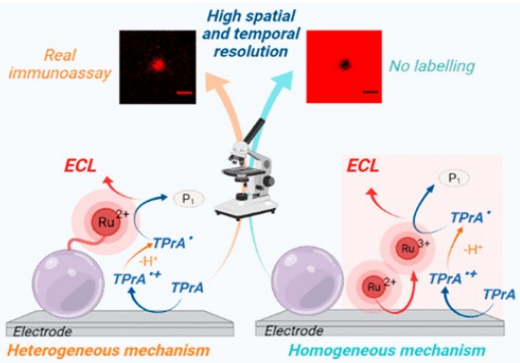 High spatial
and temporal
resolution
Real
immunoassay
No labelling
ECL
Ru2+
P1
TPrA•
-H+
TPrA•+
TPrA
Electrode
Heterogeneous mechanism
ECL
P1
TPrA•
Ru3+
-H+
Ru2+
TPrA•+
TPrA
Electrode
Homogeneous mechanism